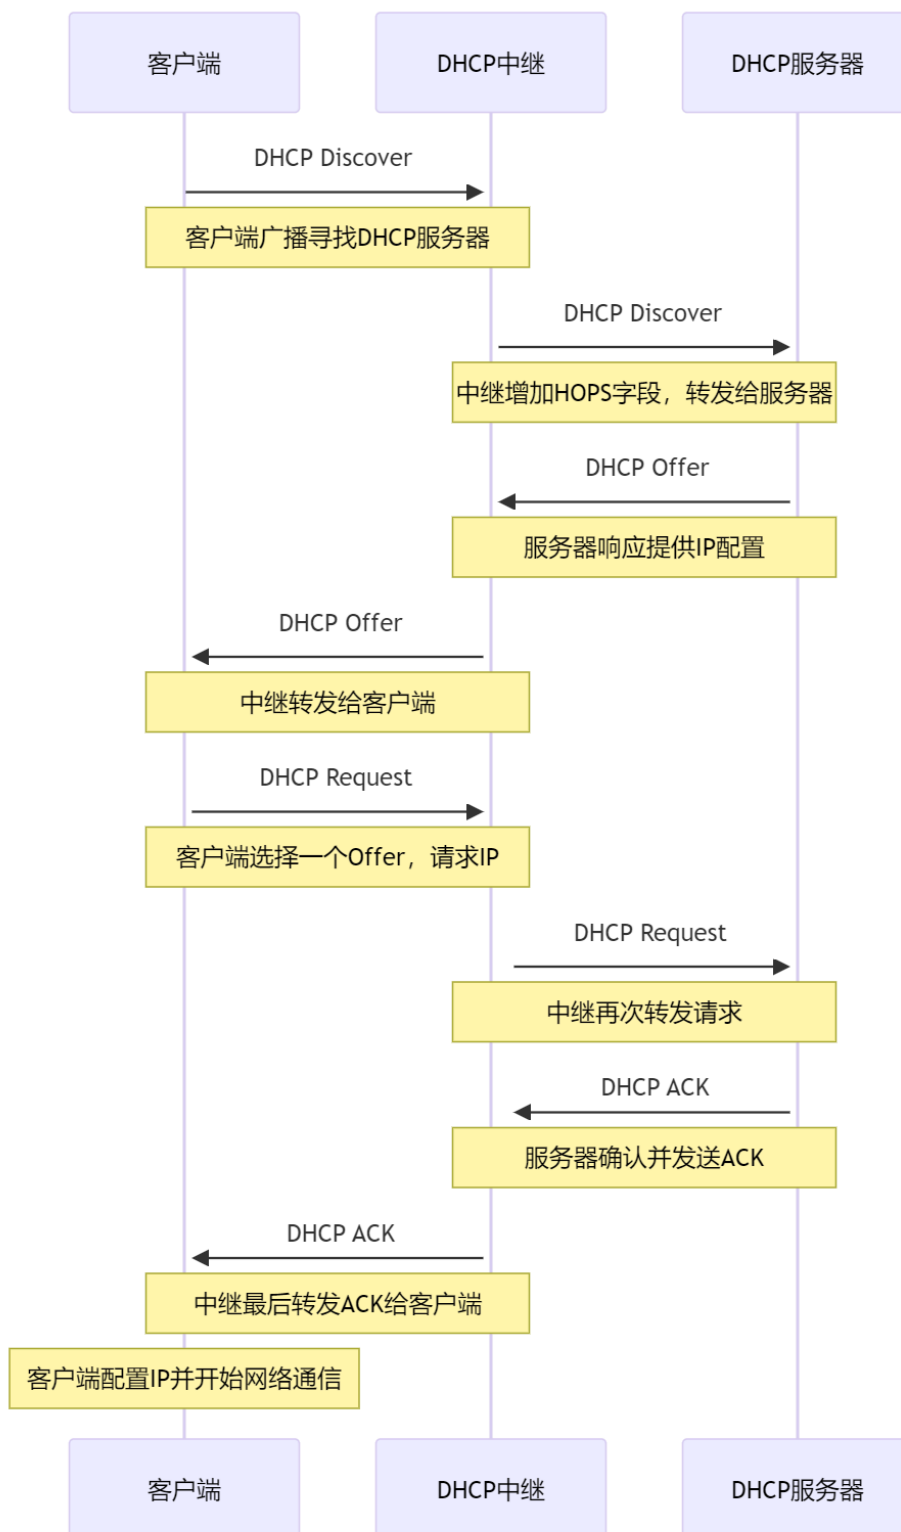 客户端
DHCP中继
DHCP服务器
DHCP Discover
客户端广播寻找DHCP服务器
DHCP Discover
中继增加HOPS字段，转发给服务器
DHCP Offer
服务器响应提供IP配置
DHCP Offer
中继转发给客户端
DHCP Request
客户端选择一个Offer，请求IP
DHCP Request
中继再次转发请求
DHCP ACK
服务器确认并发送ACK
DHCP ACK
中继最后转发ACK给客户端
客户端配置IP并开始网络通信
客户端
DHCP中继
DHCP服务器